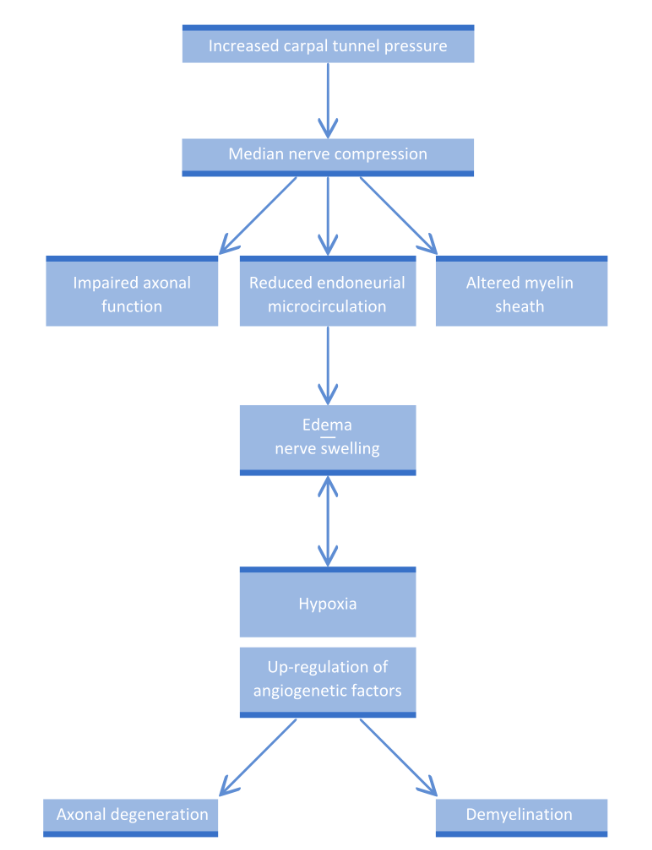 Increased carpal tunnel pressure
Median nerve compression
Impaired axonal
function
Reduced endoneurial
microcirculation
Altered myelin
sheath
Edema
nerve swelling
Hypoxia
Up-regulation of
angiogenetic factors
Axonal degeneration
Demyelination